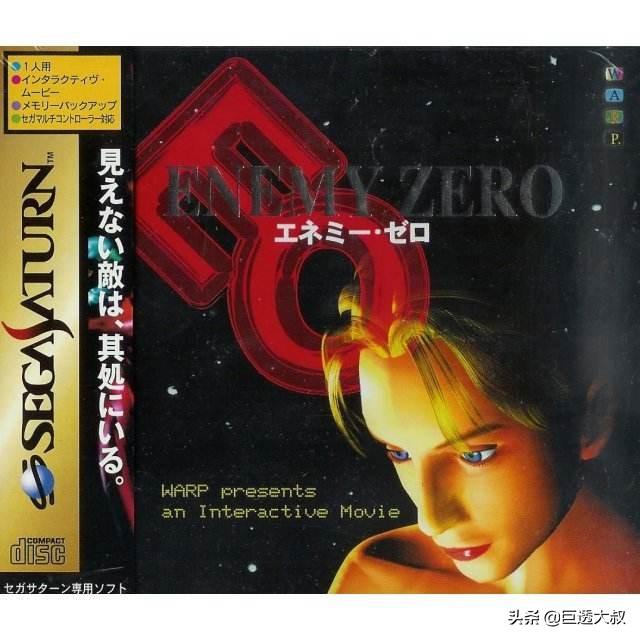 1人用
インタラクティヴ・
ムービー
メモリーバックアップ
セガマルチコントローラー対応
SEGA SATURN™
見えない敵は、其処にいる。
COMPACT
disc
セガサターン専用ソフト
EO
ENEMY ZERO
エネミー・ゼロ
W
A
R
P.
WARP presents
an Interactive Movie
头条 @巨透大叔